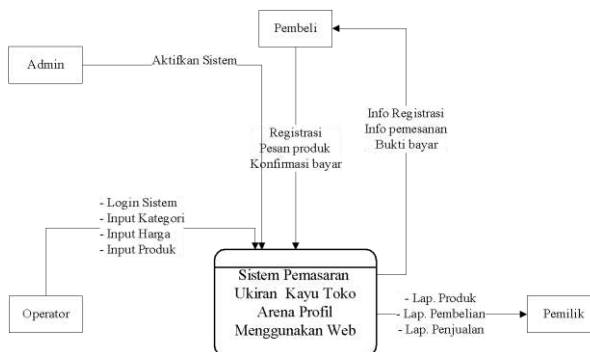 Pembeli
Admin
Aktifkan Sistem
Info Registrasi
Info pemesanan
Bukti bayar
Registrasi
Pesan produk
Konfirmasi bayar
- Login Sistem
- Input Kategori
- Input Harga
- Input Produk
Sistem Pemasaran
Ukiran Kayu Toko
Arena Profil
Menggunakan Web
Operator
- Lap. Produk
- Lap. Pembelian
- Lap. Penjualan
Pemilik